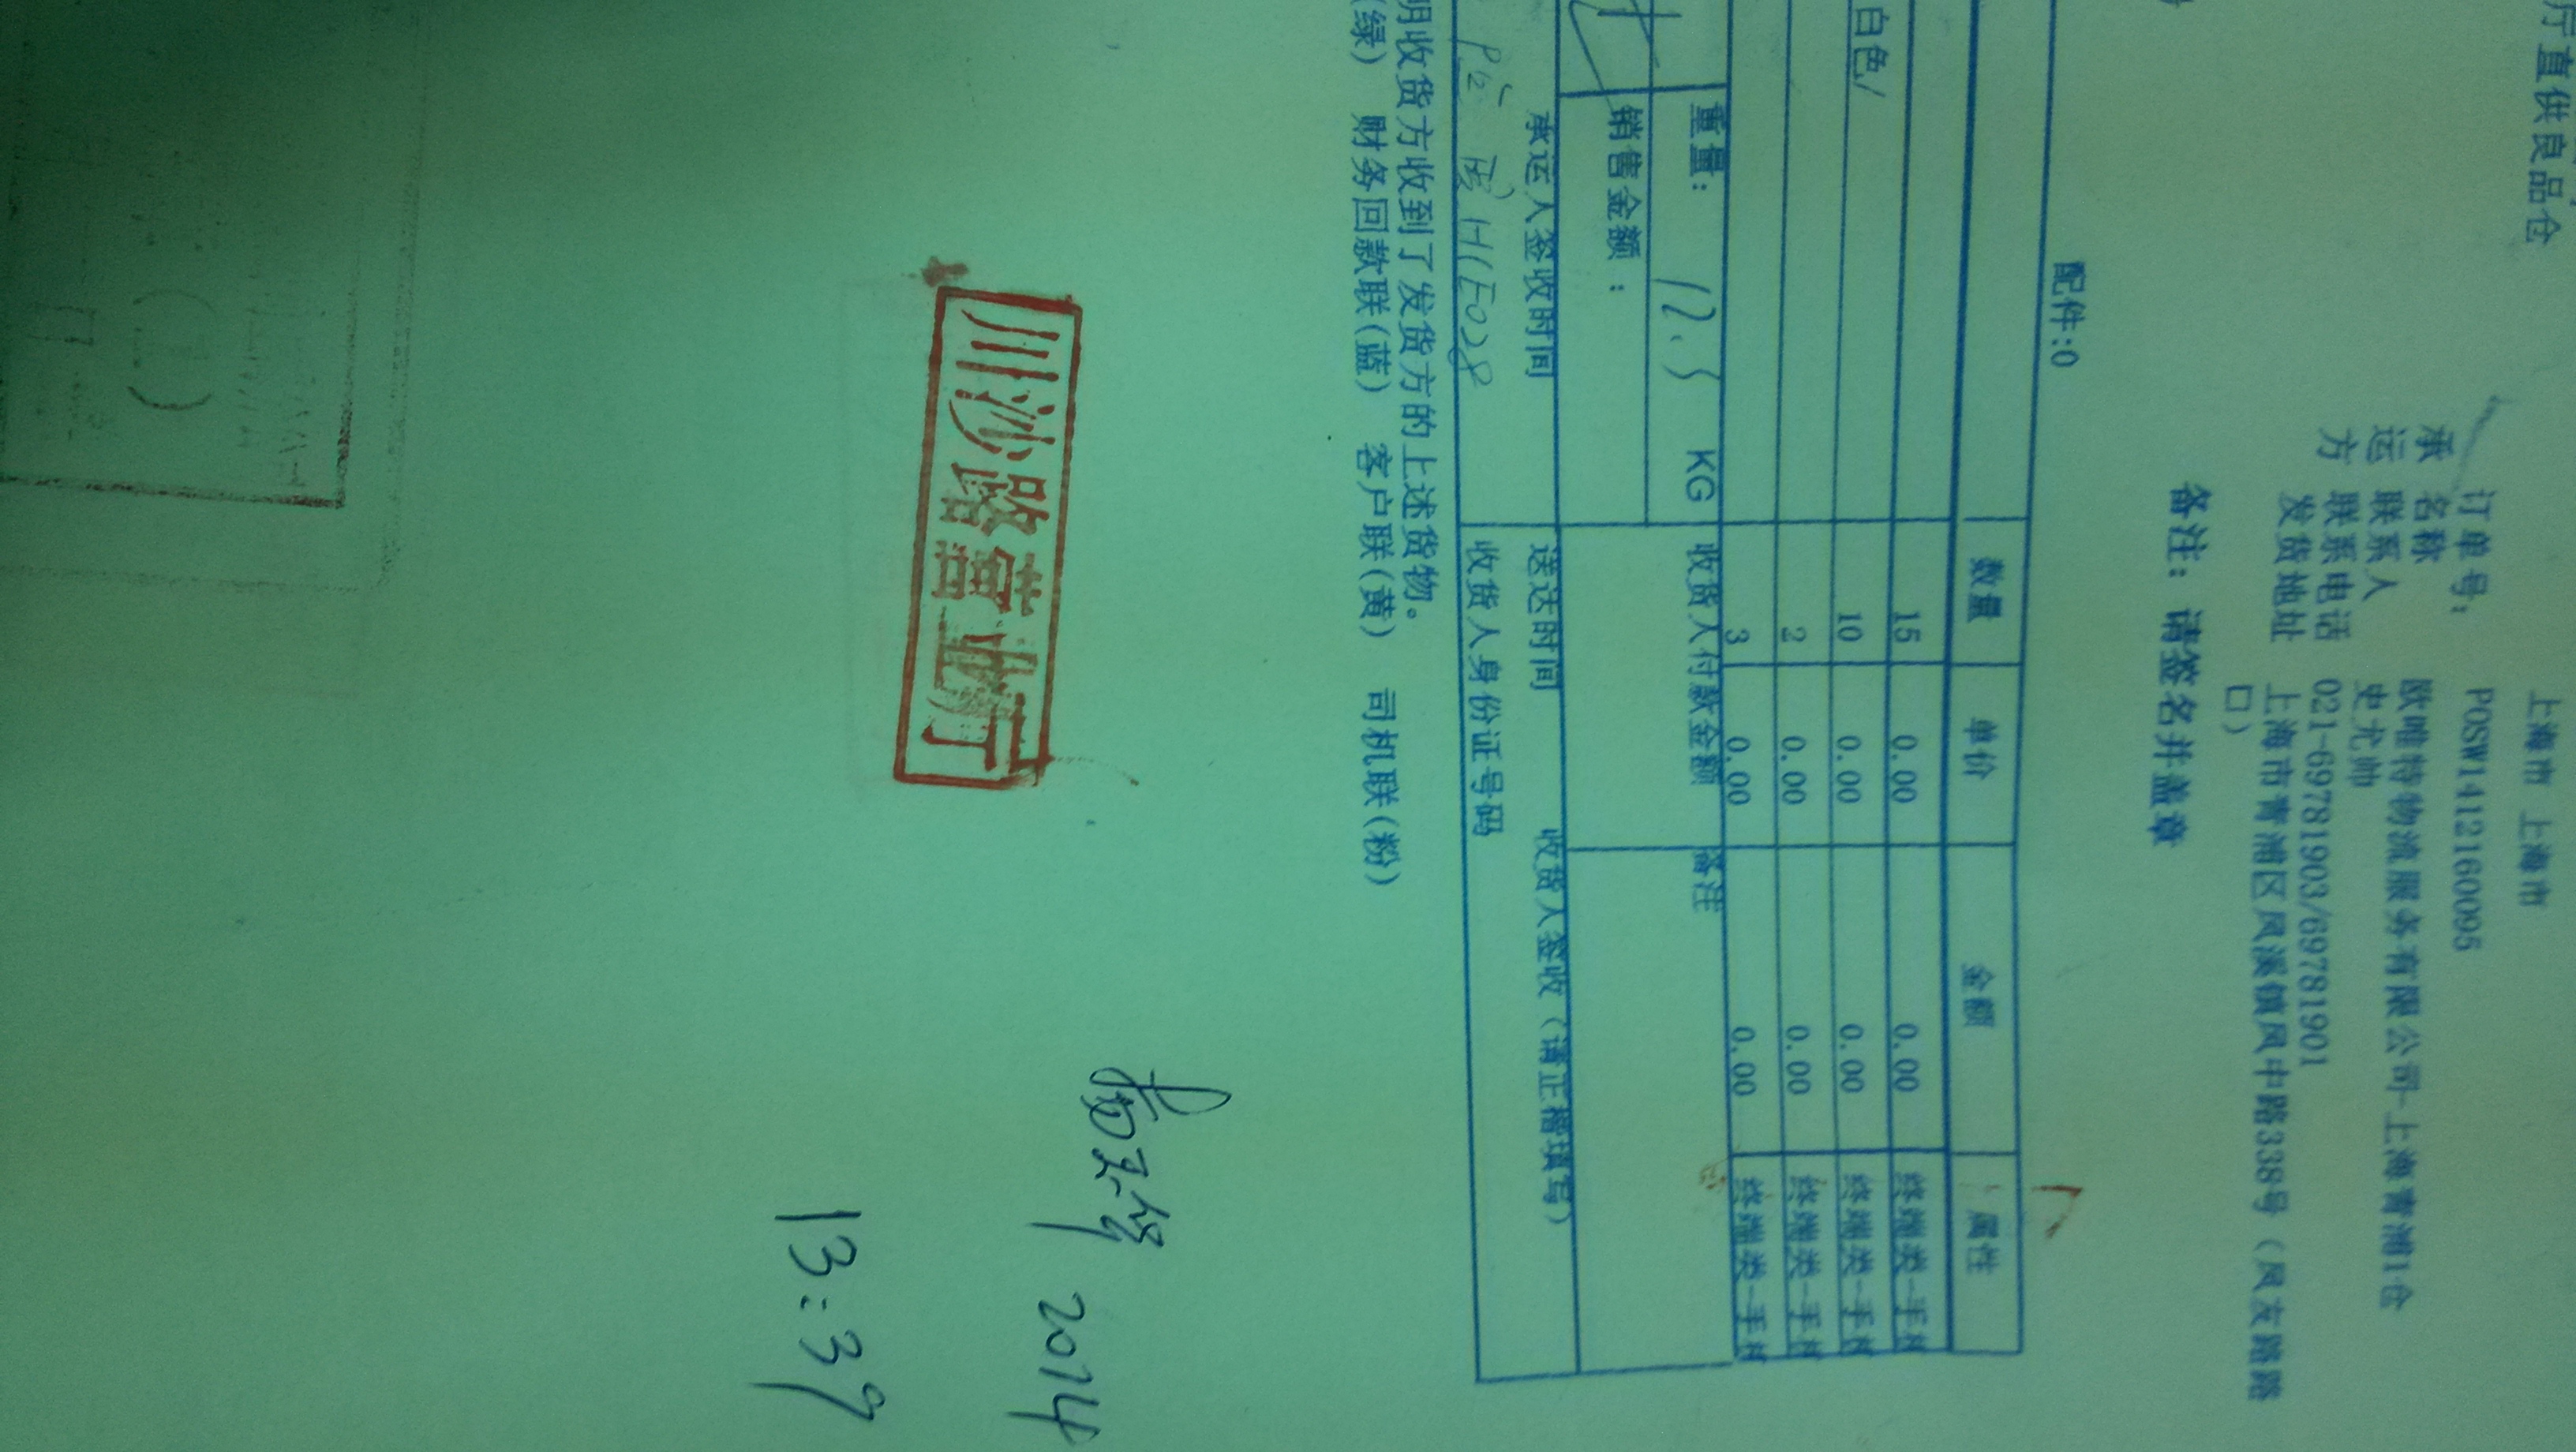 厅直供良品仓
上海市 上海市
订单号： POSW14121600​95
承运方
名称 欧唯特物流服务有限公司-上海青浦1仓
联系人 史尤帅
联系电话 021-69781903/69781901
发货地址 上海市青浦区凤溪镇凤中路338号（凤友路路口）
备注：请签名并盖章
配件:0
数量 单价 金额 属性
15 0.00 0.00 终端类-手机
白色/ 10 0.00 0.00 终端类-手机
2 0.00 0.00 终端类-手机
3 0.00 0.00 终端类-手机
重量： 12.5 KG 收货人付款金额 备注
销售金额：
承运人签收时间 送达时间 收货人签收（请正楷填写）
H1E028 收货人身份证号码
明收货方收到了发货方的上述货物。
(绿) 财务回款联(蓝) 客户联(黄) 司机联(粉)
川沙路营业厅
2014
13:39